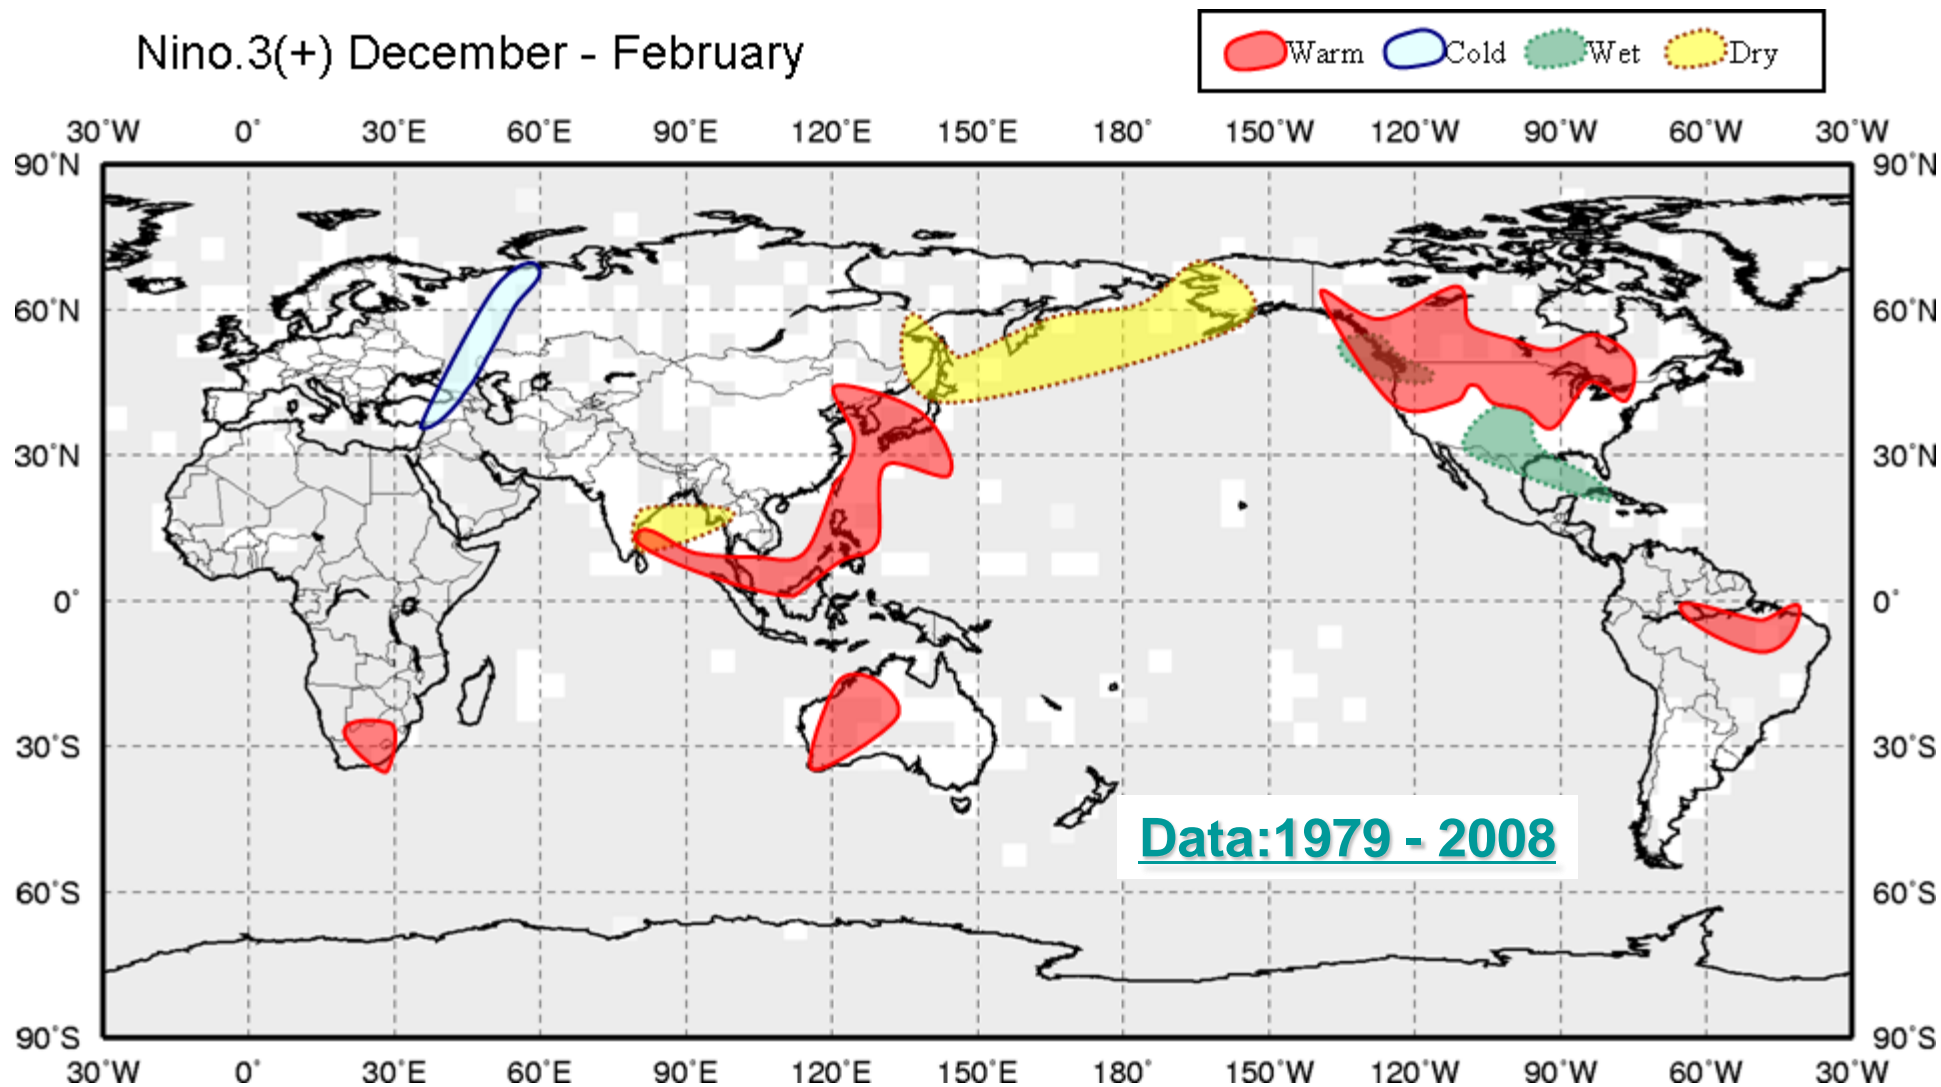 Nino.3(+) December - February
Warm Cold Wet Dry
30˚W 0˚ 30˚E 60˚E 90˚E 120˚E 150˚E 180˚ 150˚W 120˚W 90˚W 60˚W 30˚W
90˚N 90˚N
60˚N 60˚N
30˚N 30˚N
0˚ 0˚
30˚S 30˚S
Data:1979 - 2008
60˚S 60˚S
90˚S 90˚S
30˚W 0˚ 30˚E 60˚E 90˚E 120˚E 150˚E 180˚ 150˚W 120˚W 90˚W 60˚W 30˚W